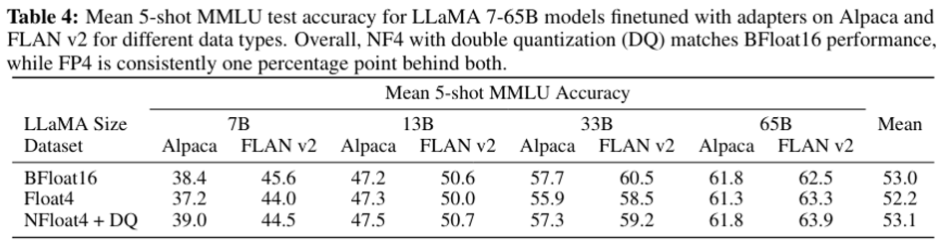 Table 4: Mean 5-shot MMLU test accuracy for LLaMA 7-65B models finetuned with adapters on Alpaca and
FLAN v2 for different data types. Overall, NF4 with double quantization (DQ) matches BFloat16 performance,
while FP4 is consistently one percentage point behind both.
Mean 5-shot MMLU Accuracy
LLaMA Size 7B 13B 33B 65B Mean
Dataset Alpaca FLAN v2 Alpaca FLAN v2 Alpaca FLAN v2 Alpaca FLAN v2
BFloat16 38.4 45.6 47.2 50.6 57.7 60.5 61.8 62.5 53.0
Float4 37.2 44.0 47.3 50.0 55.9 58.5 61.3 63.3 52.2
NFloat4 + DQ 39.0 44.5 47.5 50.7 57.3 59.2 61.8 63.9 53.1